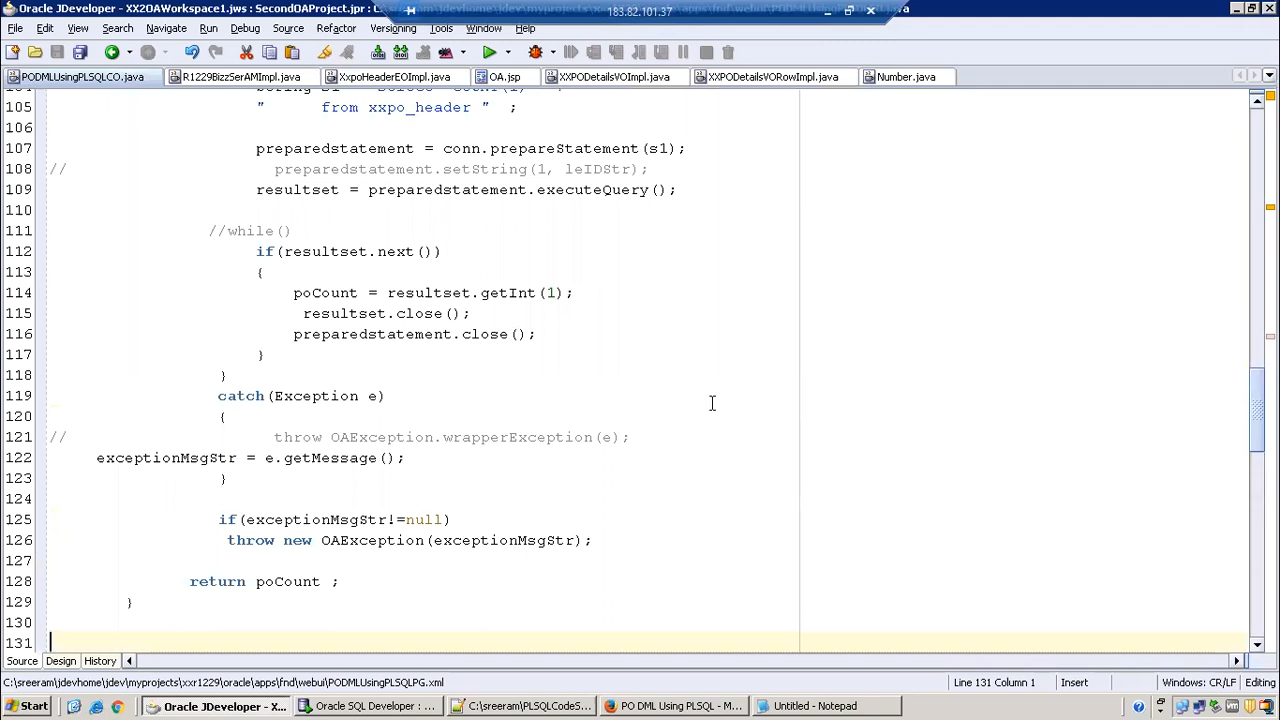 Oracle JDeveloper - XX2OAWorkspace1.jws : SecondOAProject.jpr : C:
183.82.101.37
File Edit View Search Navigate Run Debug Source Refactor Versioning Tools Window Help
PODMLUsingPLSQLCO.java R1229BizzSerAMImpl.java XxpoHeaderEOImpl.java OA.jsp XXPODetailsVOImpl.java XXPODetailsVORowImpl.java Number.java
105 " from xxpo_header " ;
106
107 preparedstatement = conn.prepareStatement(s1);
108 // preparedstatement.setString(1, leIDStr);
109 resultset = preparedstatement.executeQuery();
110
111 //while()
112 if(resultset.next())
113 {
114 poCount = resultset.getInt(1);
115 resultset.close();
116 preparedstatement.close();
117 }
118 }
119 catch(Exception e)
120 {
121 // throw OAException.wrapperException(e);
122 exceptionMsgStr = e.getMessage();
123 }
124
125 if(exceptionMsgStr!=null)
126 throw new OAException(exceptionMsgStr);
127
128 return poCount ;
129 }
130
131
Source Design History
C:\sreeram\jdevhome\jdev\myprojects\xxr1229\oracle\apps\fnd\webui\PODMLUsingPLSQLPG.xml Line 131 Column 1 Insert Windows: CR/LF Editing
Start Oracle JDeveloper - X... Oracle SQL Developer : ... C:\sreeram\PLSQLCodeS... PO DML Using PLSQL - M... Untitled - Notepad